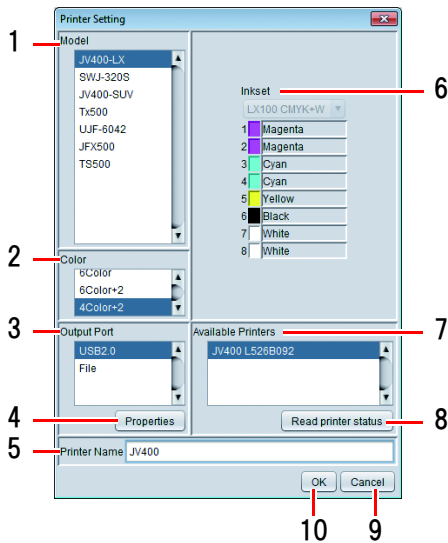 Printer Setting
1
Model
JV400-LX
SWJ-320S
JV400-SUV
Tx500
UJF-6042
JFX500
TS500
6
Inkset
LX100 CMYK+W
1 Magenta
2 Magenta
3 Cyan
4 Cyan
5 Yellow
6 Black
7 White
8 White
2
Color
6Color
6Color+2
4Color+2
3
Output Port
USB2.0
File
7
Available Printers
JV400 L526B092
4
Properties
Read printer status
8
5
Printer Name JV400
OK Cancel
10 9